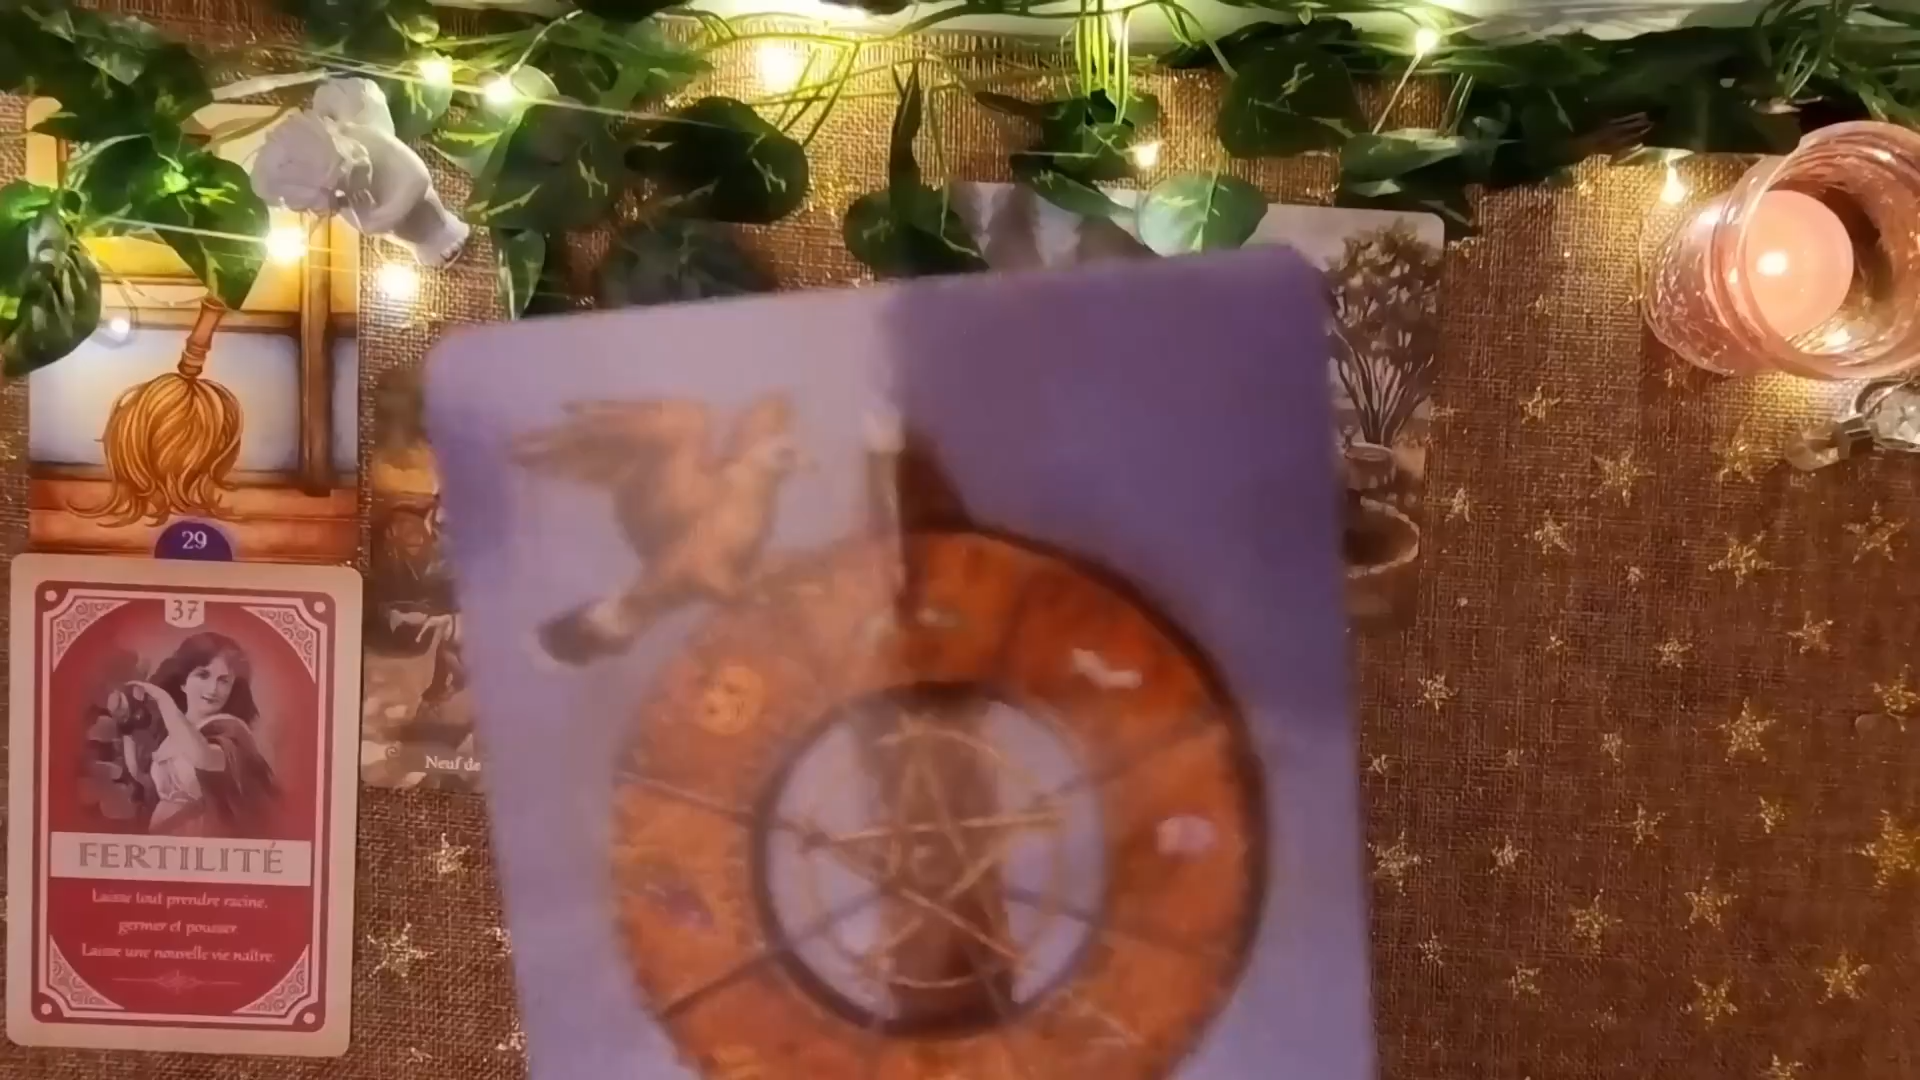 29
37
FERTILITÉ
Laisse tout prendre racine,
germer et pousser
Laisse une nouvelle vie naître.
Neuf de